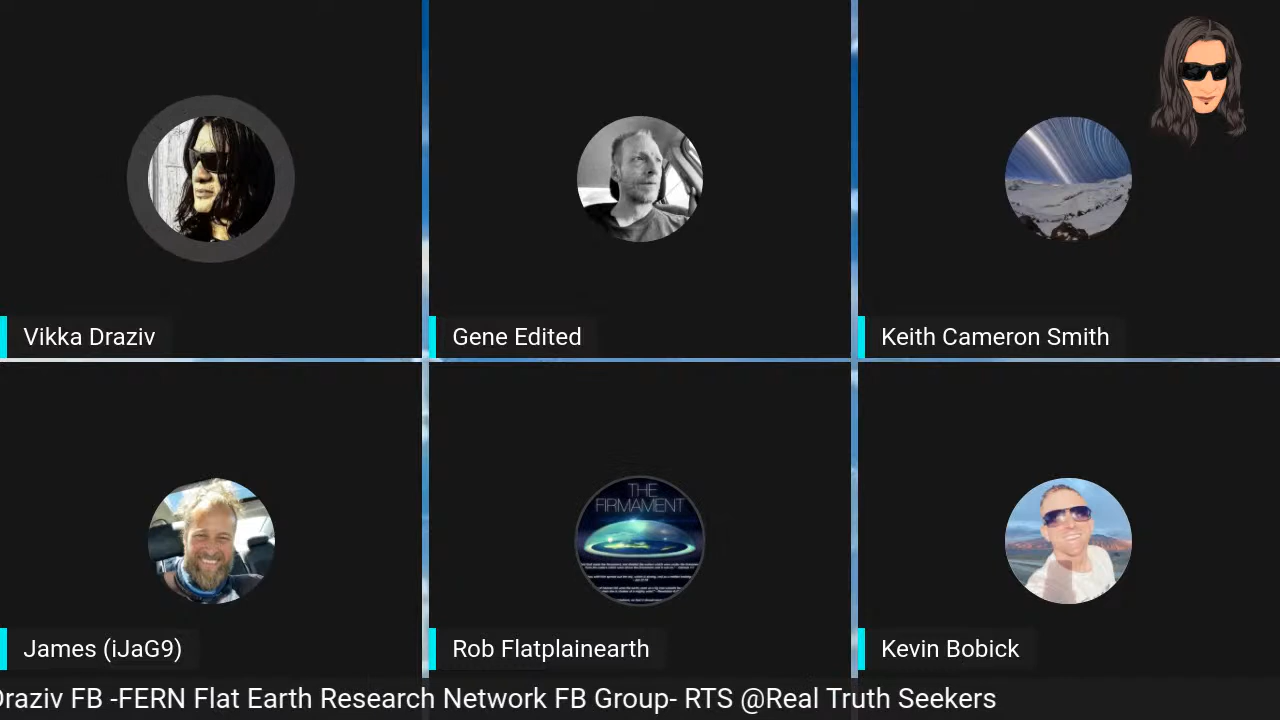 Vikka Draziv
Gene Edited
Keith Cameron Smith
THE
FIRMAMENT
James (iJaG9)
Rob Flatplainearth
Kevin Bobick
Draziv FB -FERN Flat Earth Research Network FB Group- RTS @Real Truth Seekers